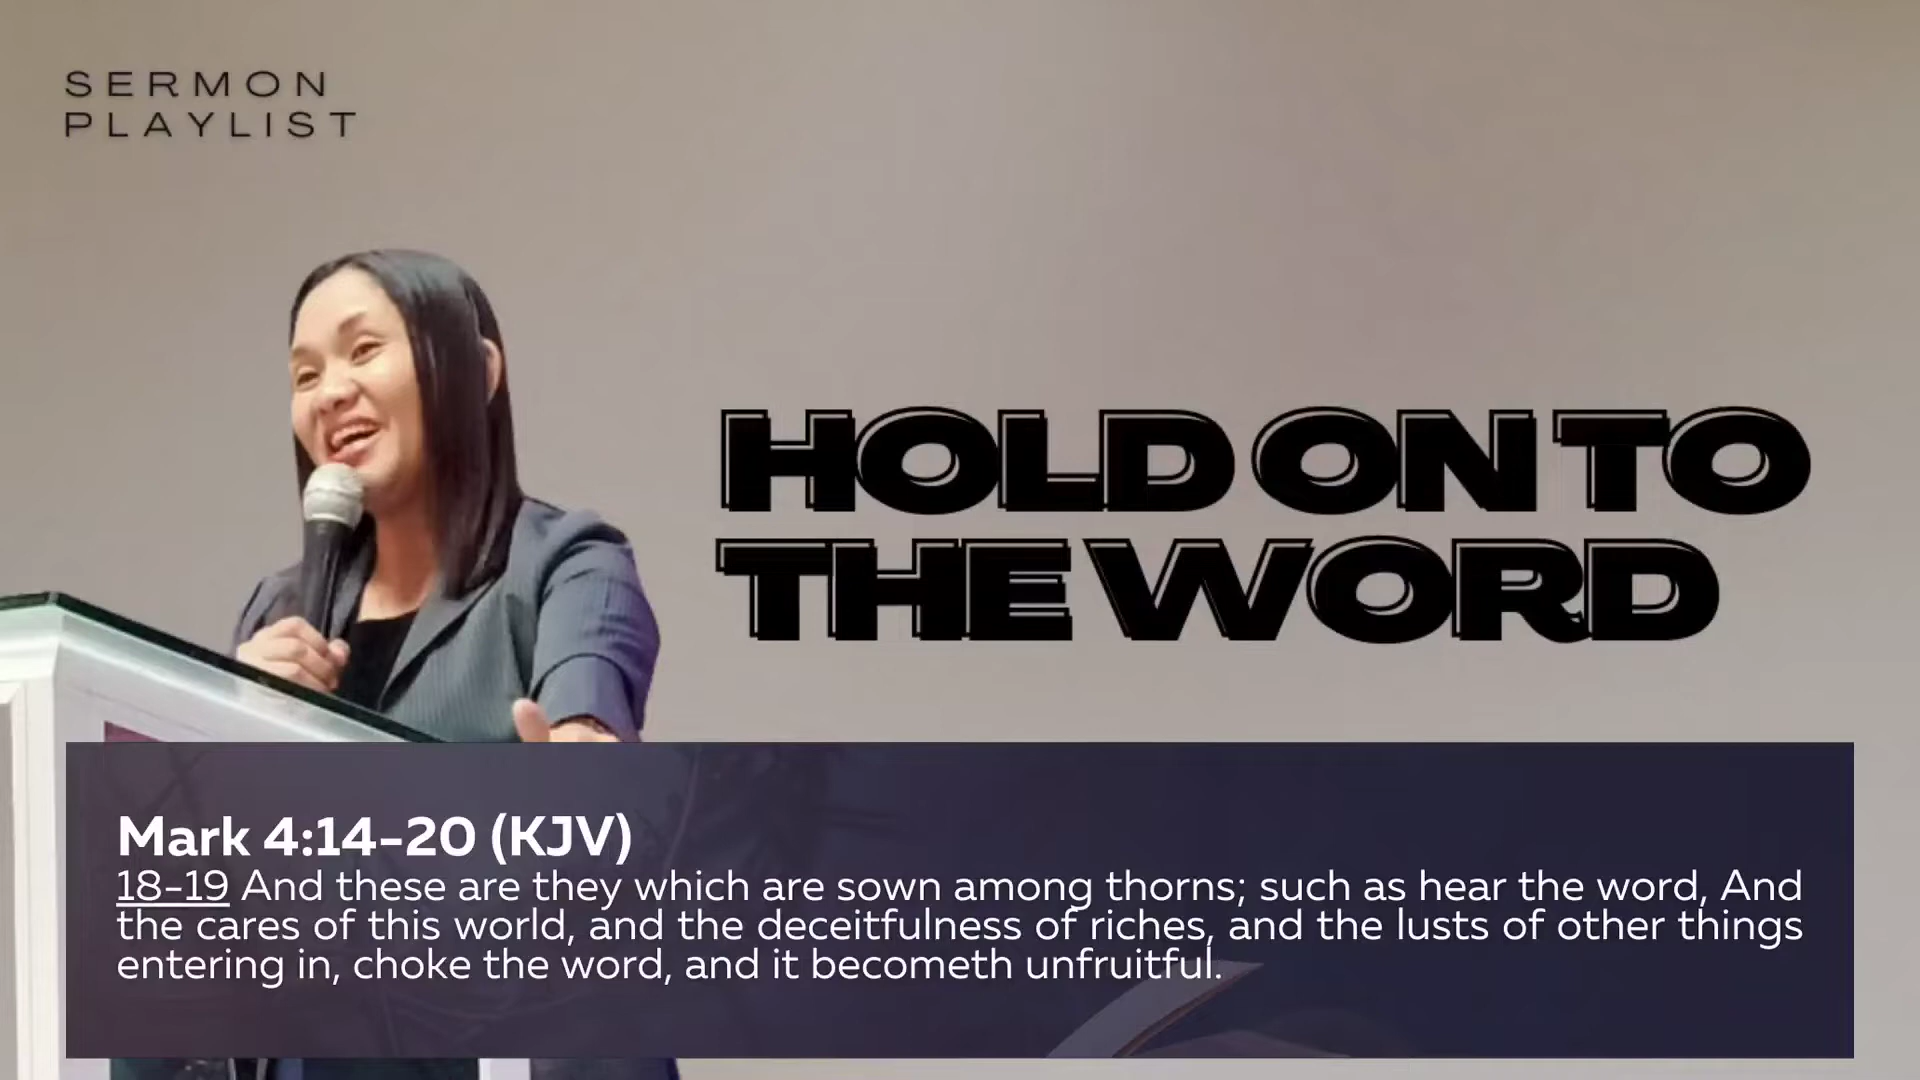 SERMON
PLAYLIST
HOLD ON TO
THE WORD
Mark 4:14-20 (KJV)
18-19 And these are they which are sown among thorns; such as hear the word, And
the cares of this world, and the deceitfulness of riches, and the lusts of other things
entering in, choke the word, and it becometh unfruitful.